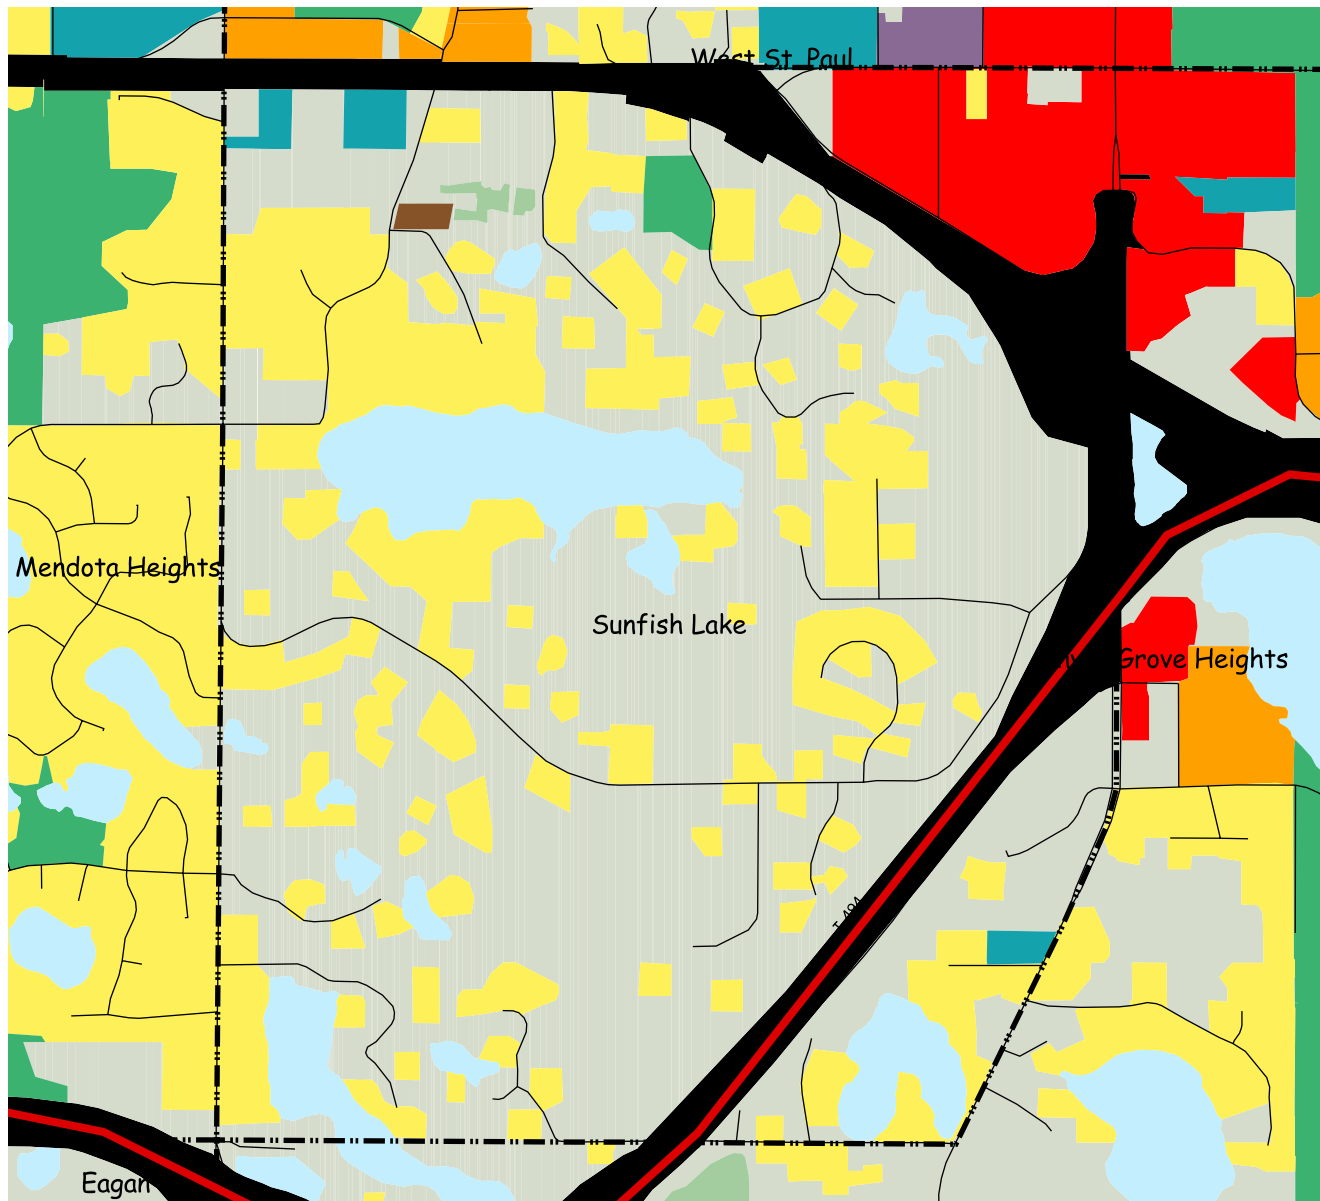 West St. Paul
Mendota Heights
Sunfish Lake
Grove Heights
I 494
Eagan